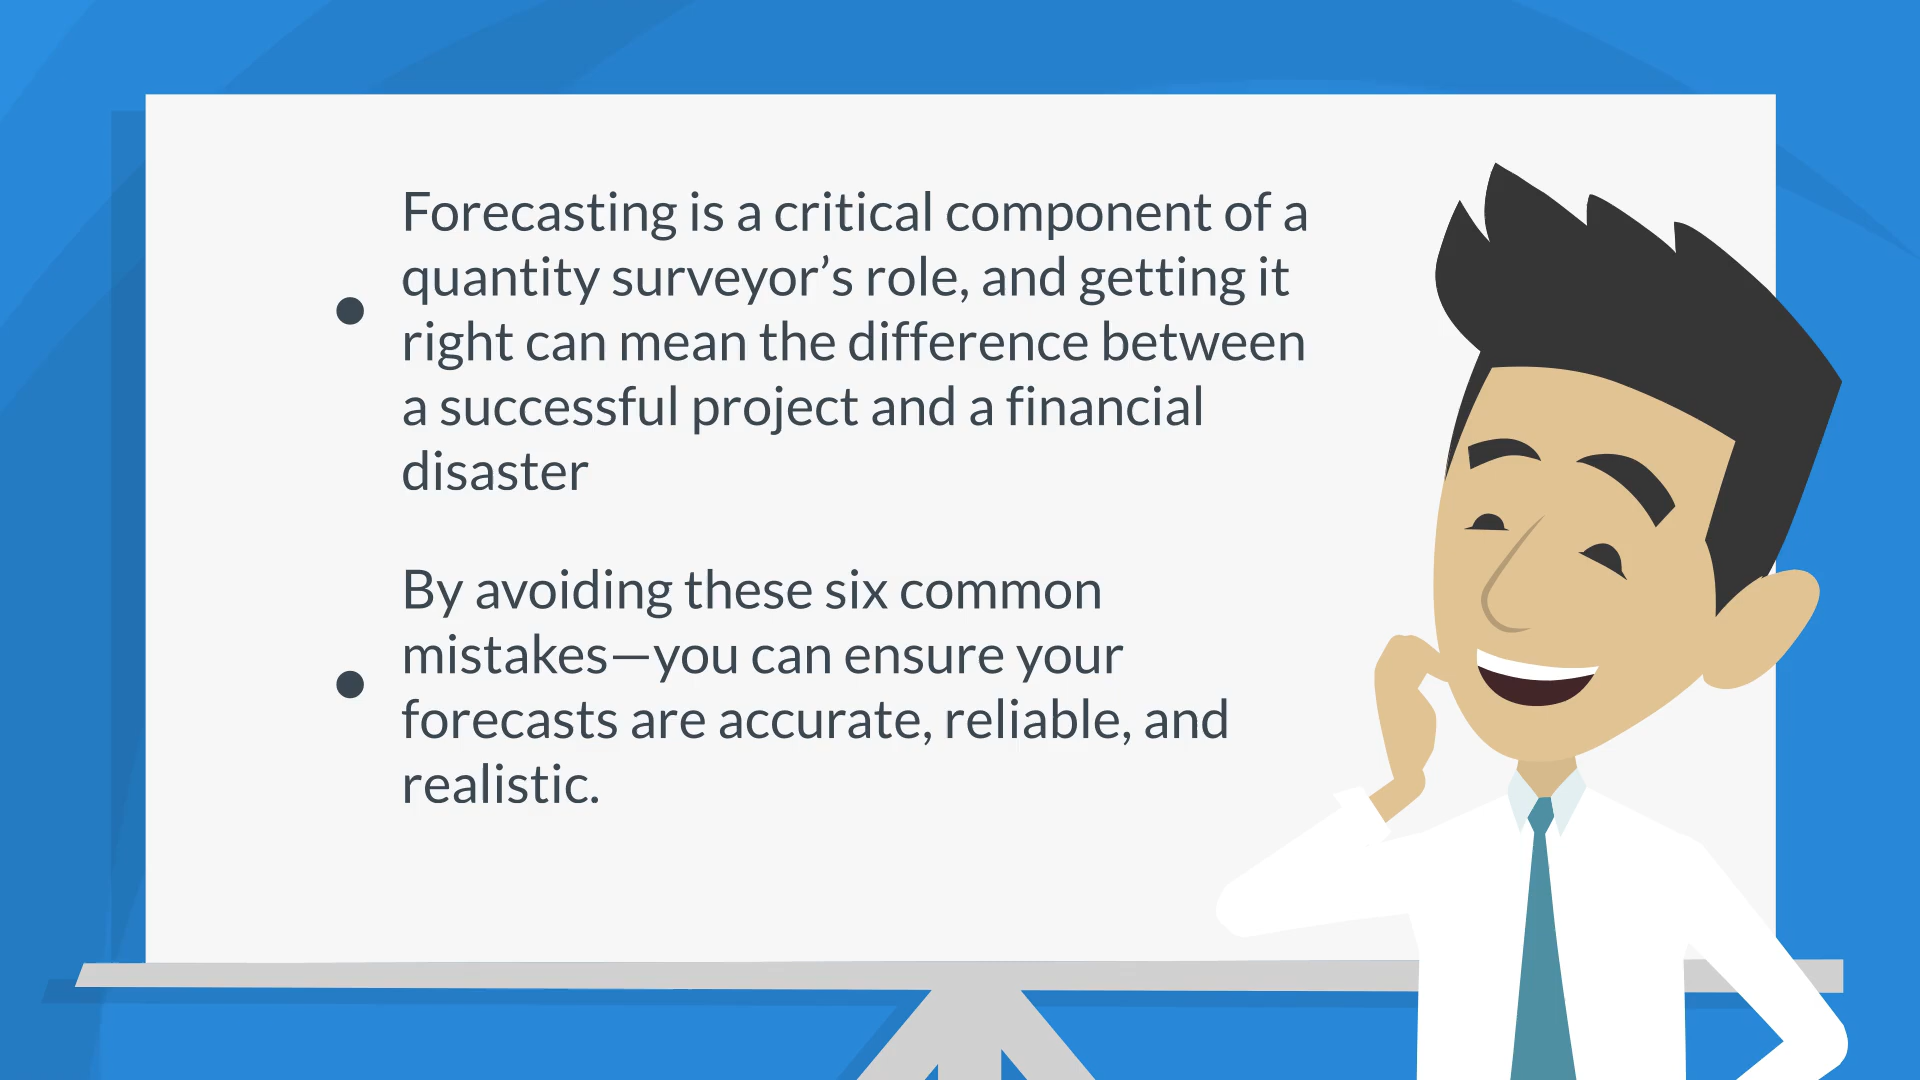 Forecasting is a critical component of a
quantity surveyor’s role, and getting it
right can mean the difference between
a successful project and a financial
disaster
By avoiding these six common
mistakes—you can ensure your
forecasts are accurate, reliable, and
realistic.